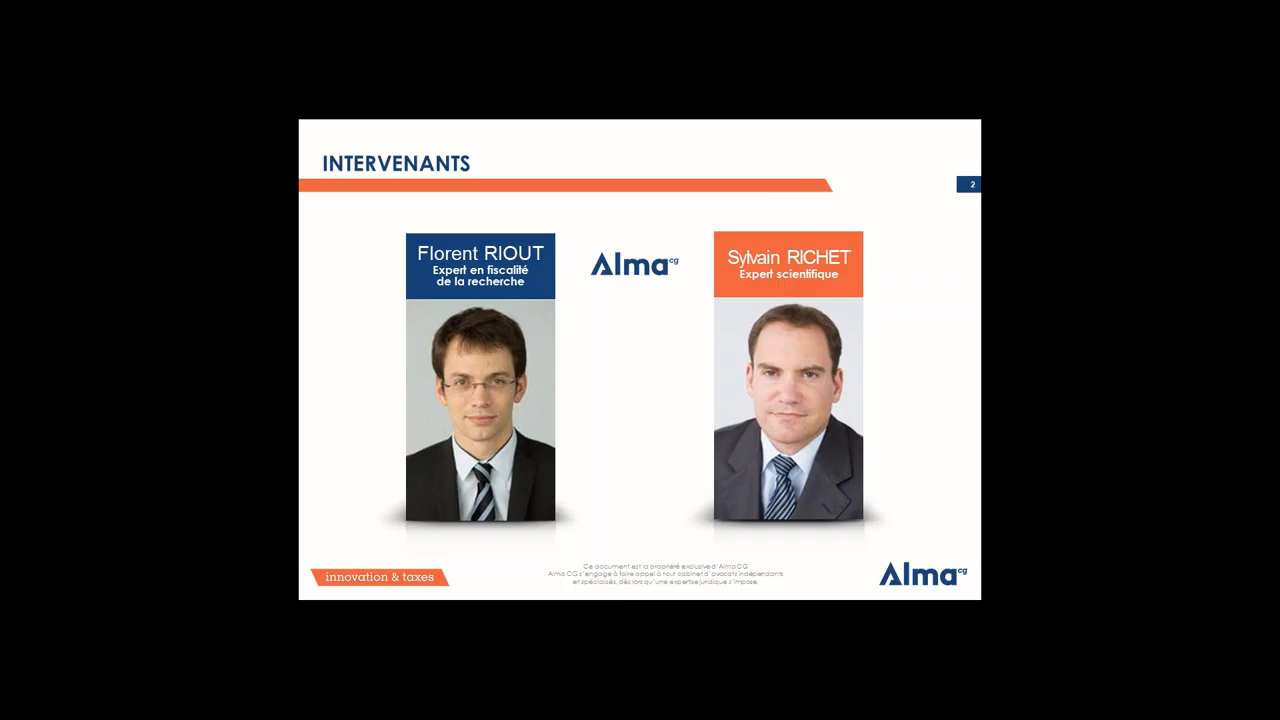 INTERVENANTS
2
Florent RIOUT
Expert en fiscalité
de la recherche
Alma cg
Sylvain RICHET
Expert scientifique
innovation & taxes
Ce document est la propriété exclusive d'Alma CG
Alma CG s'engage à faire appel à tout cabinet d'avocats indépendants
et spécialisés, dès lors qu'une expertise juridique s'impose.
Alma cg